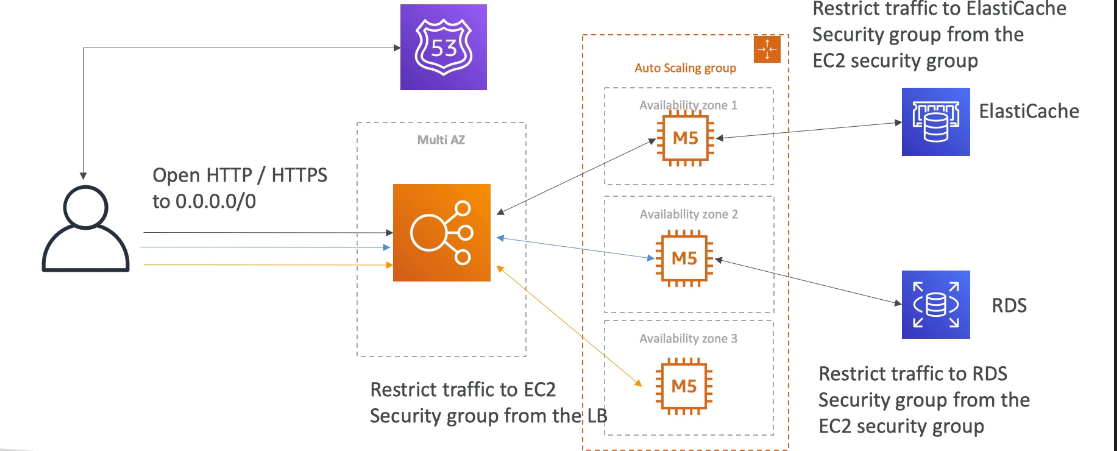 53
Restrict traffic to ElastiCache
Security group from the
EC2 security group
Auto Scaling group
Availability zone 1
M5
ElastiCache
Multi AZ
Open HTTP / HTTPS
to 0.0.0.0/0
Availability zone 2
M5
RDS
Availability zone 3
M5
Restrict traffic to EC2
Security group from the LB
Restrict traffic to RDS
Security group from the
EC2 security group